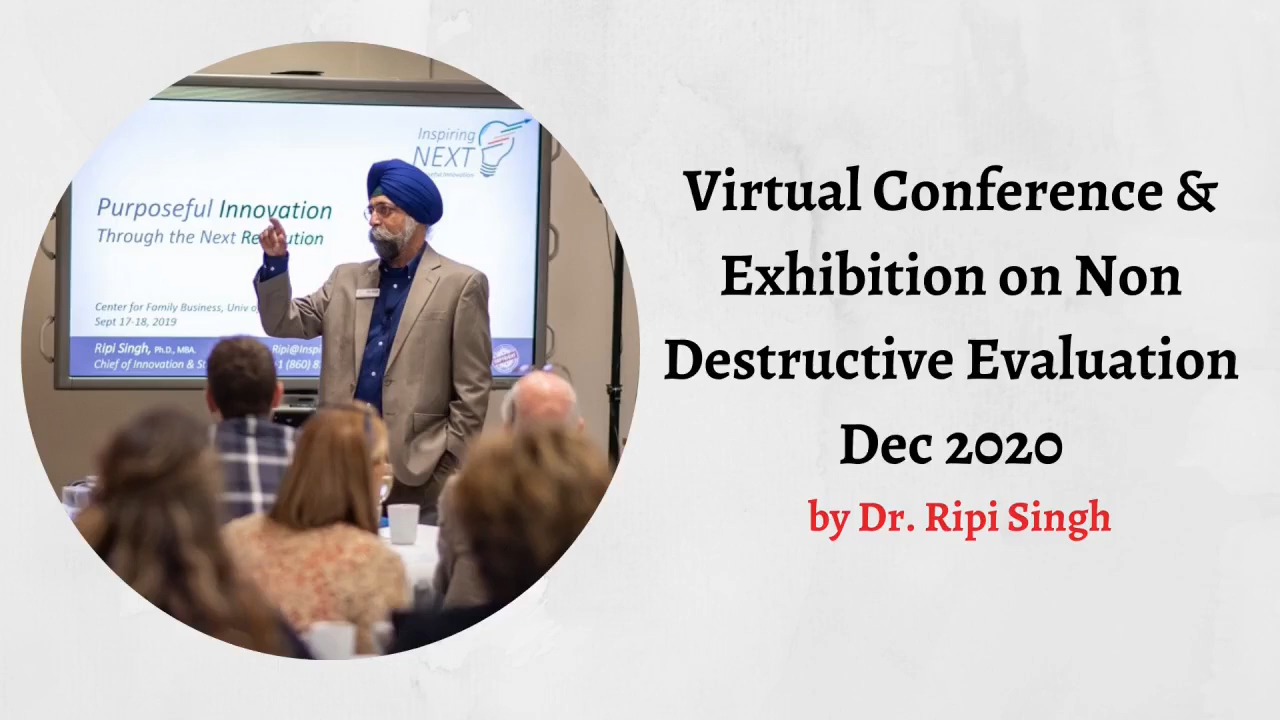 Inspiring
NEXT
Purposeful Innovation
Through the Next
Center for Family Business, Univ
Sept 17-18, 2019
Ripi Singh, Ph.D., MBA.
Chief of Innovation &
(860)
Virtual Conference &
Exhibition on Non
Destructive Evaluation
Dec 2020
by Dr. Ripi Singh